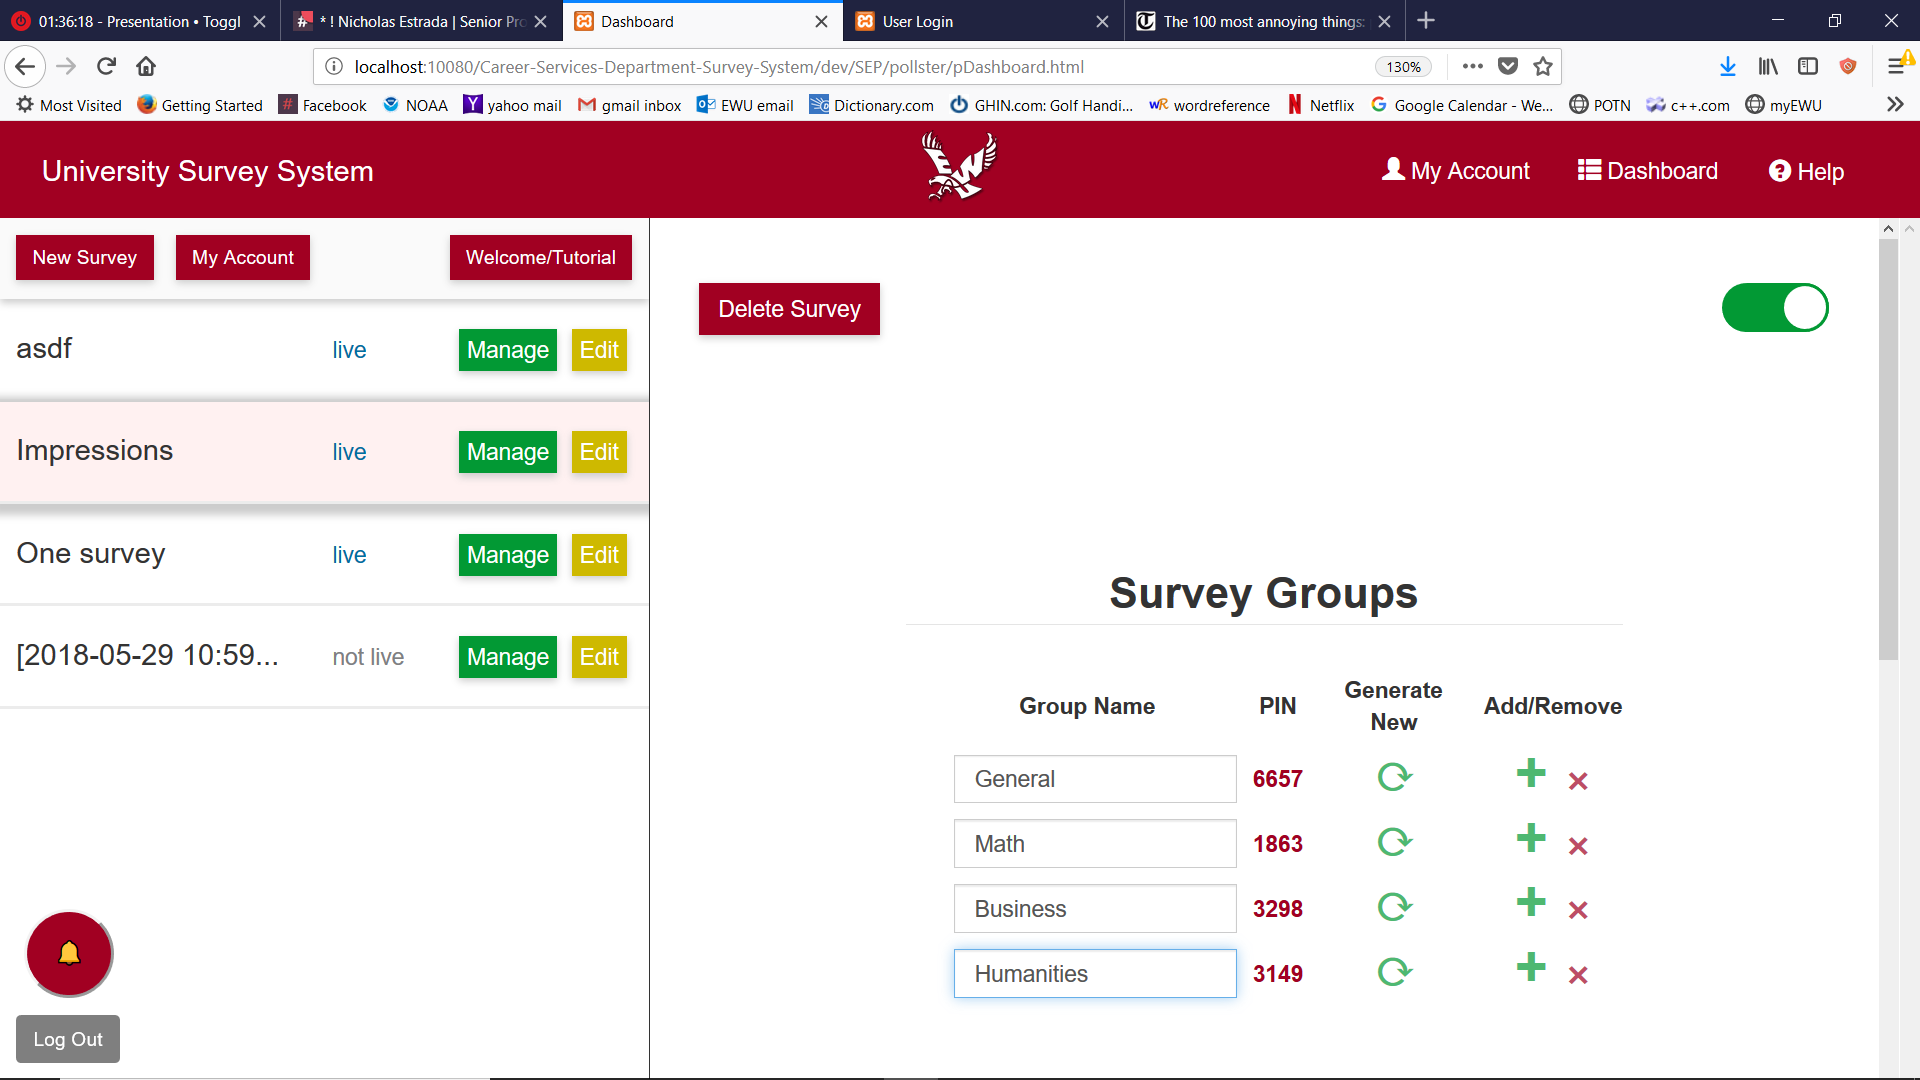 01:36:18 - Presentation • Toggl
* ! Nicholas Estrada | Senior Pro
Dashboard
User Login
The 100 most annoying things:
localhost:10080/Career-Services-Department-Survey-System/dev/SEP/pollster/pDashboard.html
130%
Most Visited
Getting Started
Facebook
NOAA
yahoo mail
gmail inbox
EWU email
Dictionary.com
GHIN.com: Golf Handi...
wordreference
Netflix
Google Calendar - We...
POTN
c++.com
myEWU
University Survey System
My Account
Dashboard
Help
New Survey
My Account
Welcome/Tutorial
Delete Survey
asdf live Manage Edit
Impressions live Manage Edit
One survey live Manage Edit
[2018-05-29 10:59... not live Manage Edit
Log Out
Survey Groups
Group Name PIN Generate New Add/Remove
General 6657
Math 1863
Business 3298
Humanities 3149